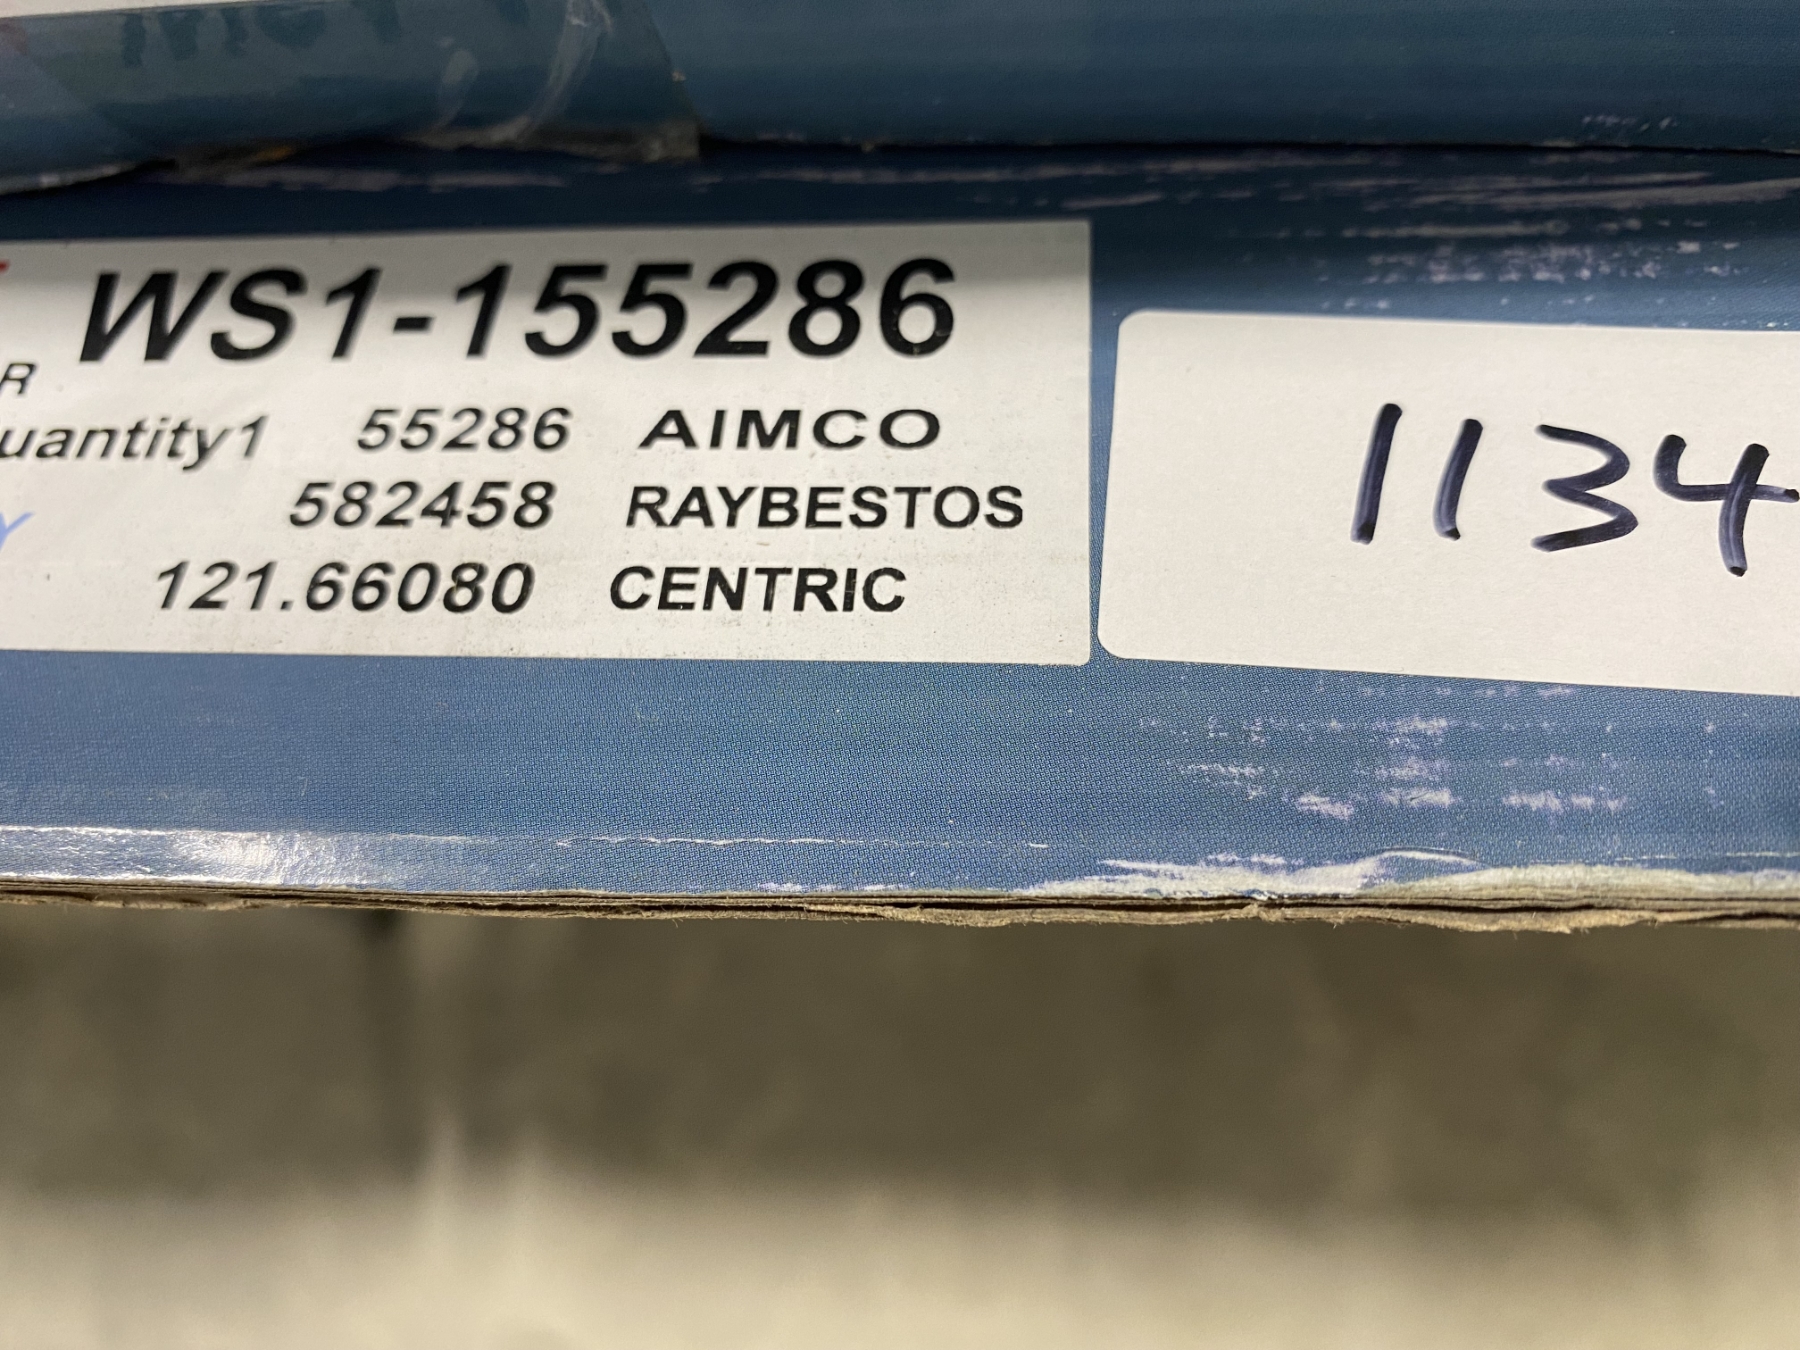 WS1-155286
R
uantity1 55286 AIMCO
582458 RAYBESTOS
Y
121.66080 CENTRIC
1134